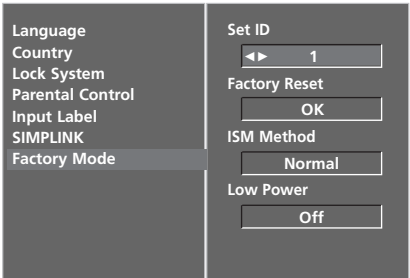 Language
Country
Lock System
Parental Control
Input Label
SIMPLINK
Factory Mode
Set ID
◄► 1
Factory Reset
OK
ISM Method
Normal
Low Power
Off